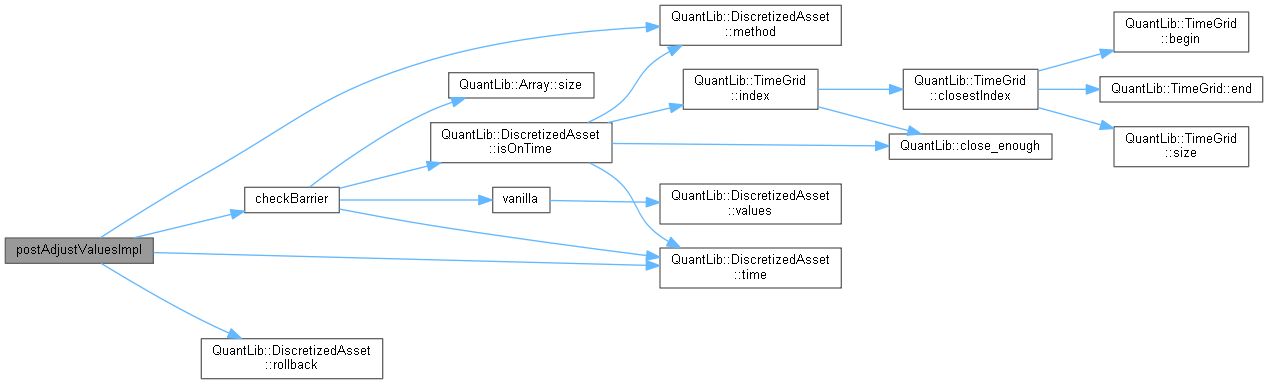 postAdjustValuesImpl
QuantLib::DiscretizedAsset
::method
QuantLib::Array::size
QuantLib::DiscretizedAsset
::isOnTime
checkBarrier
vanilla
QuantLib::DiscretizedAsset
::rollback
QuantLib::TimeGrid
::index
QuantLib::DiscretizedAsset
::values
QuantLib::DiscretizedAsset
::time
QuantLib::TimeGrid
::closestIndex
QuantLib::close_enough
QuantLib::TimeGrid
::begin
QuantLib::TimeGrid::end
QuantLib::TimeGrid
::size